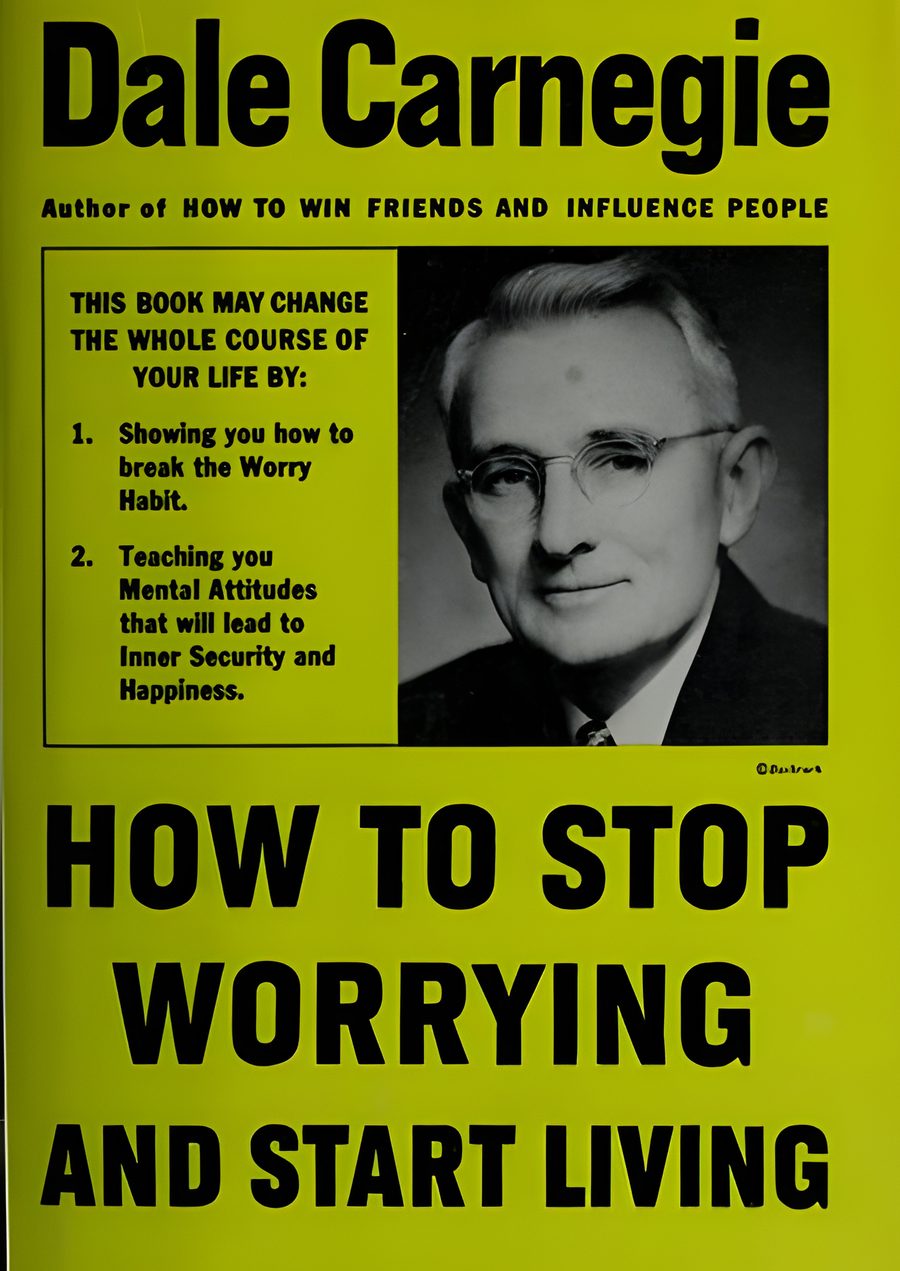 Dale Carnegie
Author of HOW TO WIN FRIENDS AND INFLUENCE PEOPLE
THIS BOOK MAY CHANGE
THE WHOLE COURSE OF
YOUR LIFE BY:
1. Showing you how to
break the Worry
Habit.
2. Teaching you
Mental Attitudes
that will lead to
Inner Security and
Happiness.
HOW TO STOP
WORRYING
AND START LIVING